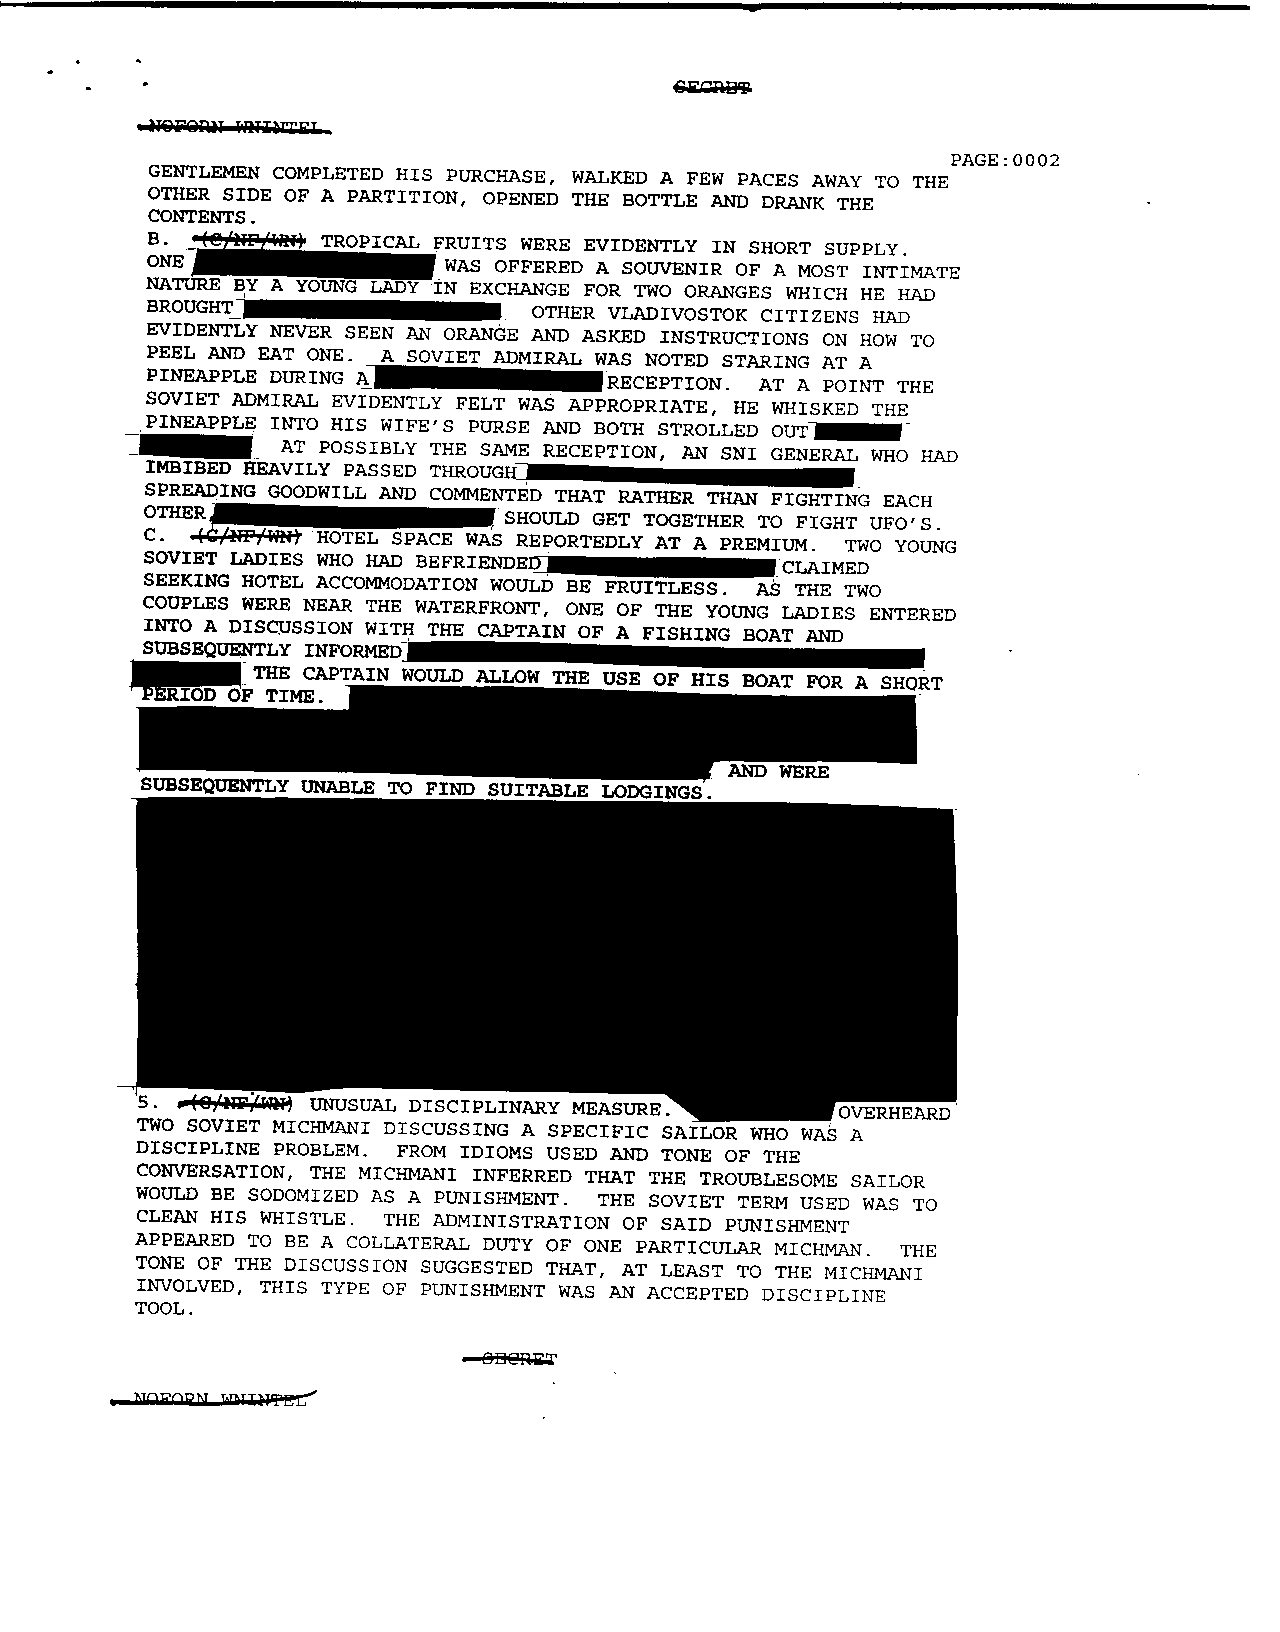 SECRET
NOFORN WNINTEL
PAGE:0002
GENTLEMEN COMPLETED HIS PURCHASE, WALKED A FEW PACES AWAY TO THE
OTHER SIDE OF A PARTITION, OPENED THE BOTTLE AND DRANK THE
CONTENTS.
B. (C/NF/WN) TROPICAL FRUITS WERE EVIDENTLY IN SHORT SUPPLY.
ONE WAS OFFERED A SOUVENIR OF A MOST INTIMATE
NATURE BY A YOUNG LADY IN EXCHANGE FOR TWO ORANGES WHICH HE HAD
BROUGHT OTHER VLADIVOSTOK CITIZENS HAD
EVIDENTLY NEVER SEEN AN ORANGE AND ASKED INSTRUCTIONS ON HOW TO
PEEL AND EAT ONE. A SOVIET ADMIRAL WAS NOTED STARING AT A
PINEAPPLE DURING A RECEPTION. AT A POINT THE
SOVIET ADMIRAL EVIDENTLY FELT WAS APPROPRIATE, HE WHISKED THE
PINEAPPLE INTO HIS WIFE'S PURSE AND BOTH STROLLED OUT
AT POSSIBLY THE SAME RECEPTION, AN SNI GENERAL WHO HAD
IMBIBED HEAVILY PASSED THROUGH
SPREADING GOODWILL AND COMMENTED THAT RATHER THAN FIGHTING EACH
OTHER SHOULD GET TOGETHER TO FIGHT UFO'S.
C. (C/NF/WN) HOTEL SPACE WAS REPORTEDLY AT A PREMIUM. TWO YOUNG
SOVIET LADIES WHO HAD BEFRIENDED CLAIMED
SEEKING HOTEL ACCOMMODATION WOULD BE FRUITLESS. AS THE TWO
COUPLES WERE NEAR THE WATERFRONT, ONE OF THE YOUNG LADIES ENTERED
INTO A DISCUSSION WITH THE CAPTAIN OF A FISHING BOAT AND
SUBSEQUENTLY INFORMED
THE CAPTAIN WOULD ALLOW THE USE OF HIS BOAT FOR A SHORT
PERIOD OF TIME.
AND WERE
SUBSEQUENTLY UNABLE TO FIND SUITABLE LODGINGS.
5. (C/NF/WN) UNUSUAL DISCIPLINARY MEASURE. OVERHEARD
TWO SOVIET MICHMANI DISCUSSING A SPECIFIC SAILOR WHO WAS A
DISCIPLINE PROBLEM. FROM IDIOMS USED AND TONE OF THE
CONVERSATION, THE MICHMANI INFERRED THAT THE TROUBLESOME SAILOR
WOULD BE SODOMIZED AS A PUNISHMENT. THE SOVIET TERM USED WAS TO
CLEAN HIS WHISTLE. THE ADMINISTRATION OF SAID PUNISHMENT
APPEARED TO BE A COLLATERAL DUTY OF ONE PARTICULAR MICHMAN. THE
TONE OF THE DISCUSSION SUGGESTED THAT, AT LEAST TO THE MICHMANI
INVOLVED, THIS TYPE OF PUNISHMENT WAS AN ACCEPTED DISCIPLINE
TOOL.
SECRET
NOFORN WNINTEL